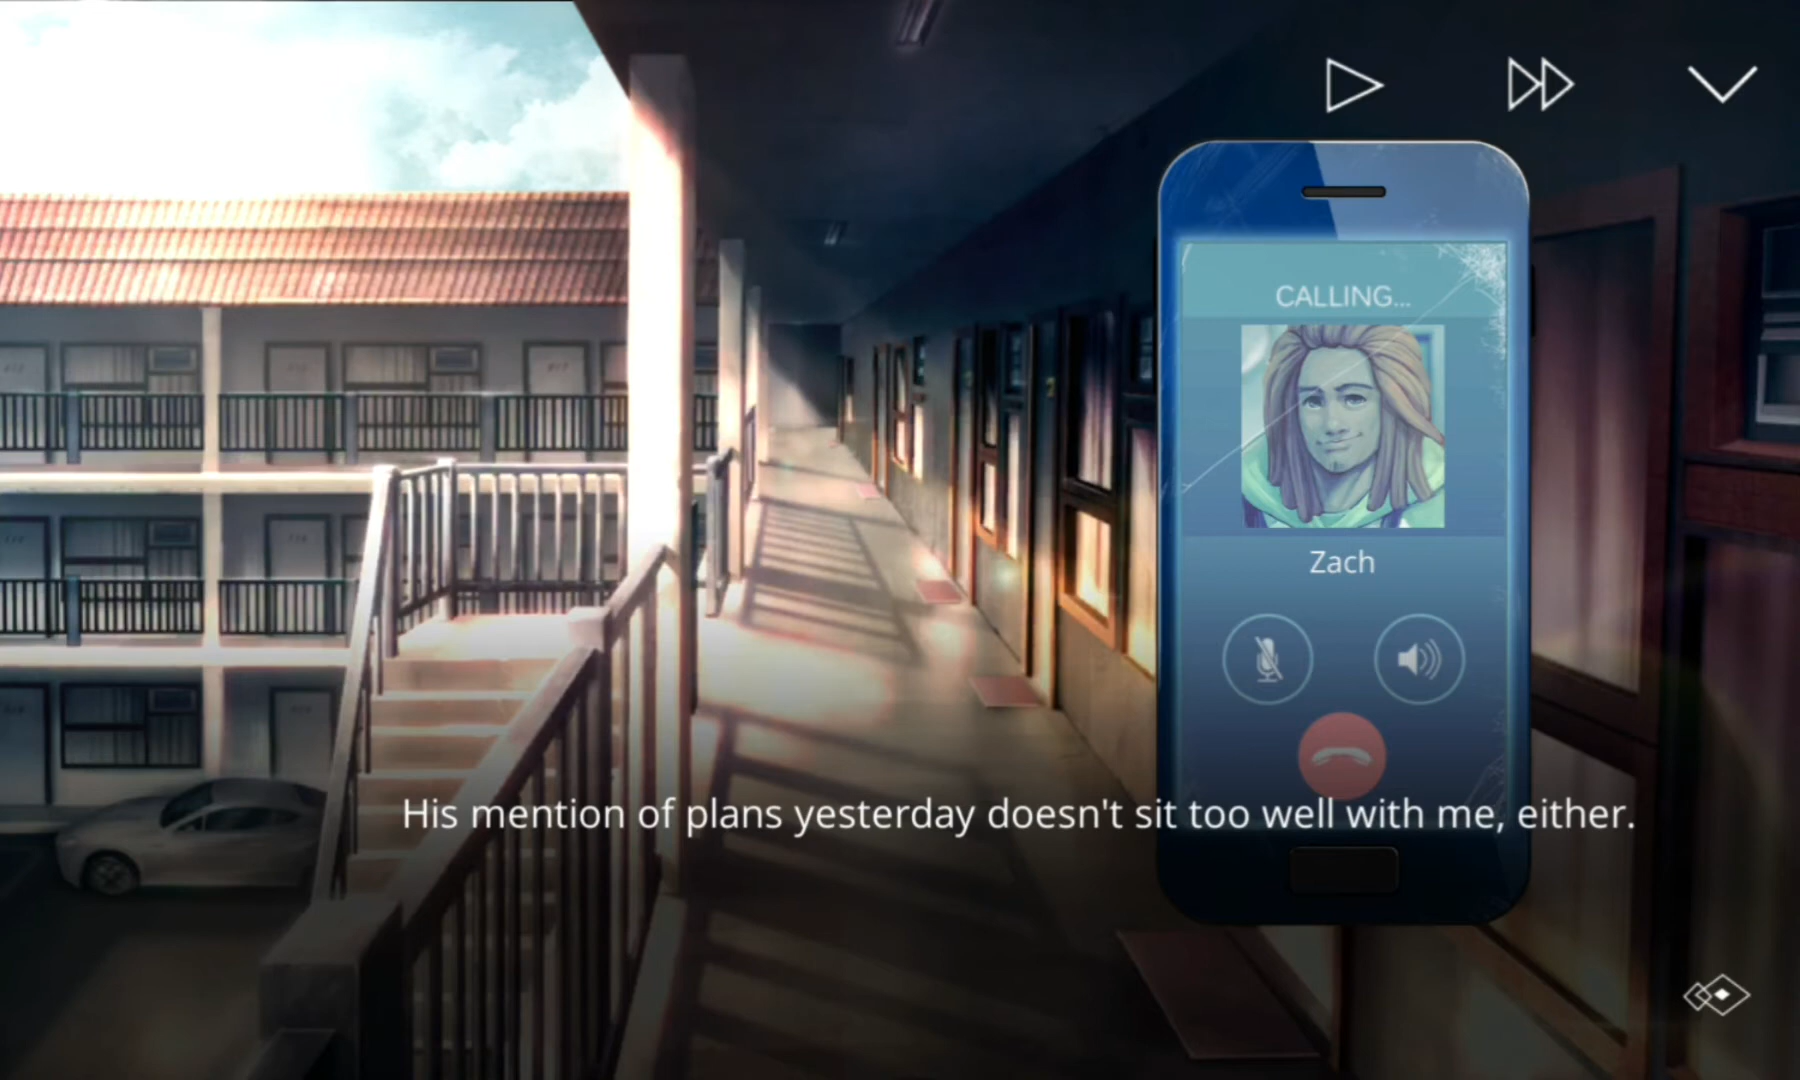 CALLING...
Zach
His mention of plans yesterday doesn't sit too well with me, either.